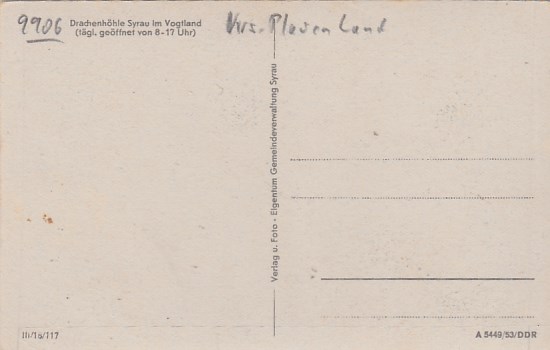 9906
Drachenhöhle Syrau im Vogtland
(tägl. geöffnet von 8-17 Uhr)
Krs. Plauen Land
Verlag u. Foto - Eigentum Gemeindeverwaltung Syrau
III/18/117
A 5449/53/DDR